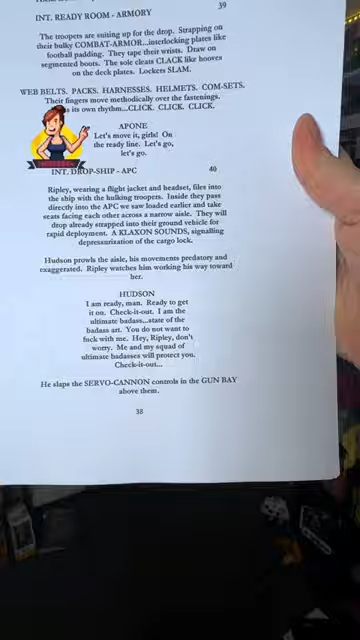 39
INT. READY ROOM - ARMORY
The troopers are suiting up for the drop. Strapping on
their bulky COMBAT-ARMOR...interlocking plates like
football padding. They tape their wrists. Draw on
segmented boots. The sole cleats CLACK like hooves
on the deck plates. Lockers SLAM.
WEB BELTS. PACKS. HARNESSES. HELMETS. COM-SETS.
Their fingers move methodically over the fastenings.
its own rhythm...CLICK. CLICK. CLICK.
APONE
Let's move it, girls! On
the ready line. Let's go,
let's go.
INT. DROP-SHIP - APC 40
Ripley, wearing a flight jacket and headset, files into
the ship with the hulking troopers. Inside they pass
directly into the APC we saw loaded earlier and take
seats facing each other across a narrow aisle. They will
drop already strapped into their ground vehicle for
rapid deployment. A KLAXON SOUNDS, signalling
depressurization of the cargo lock.
Hudson prowls the aisle, his movements predatory and
exaggerated. Ripley watches him working his way toward
her.
HUDSON
I am ready, man. Ready to get
it on. Check-it-out. I am the
ultimate badass...state of the
badass art. You do not want to
fuck with me. Hey, Ripley, don't
worry. Me and my squad of
ultimate badasses will protect you.
Check-it-out...
He slaps the SERVO-CANNON controls in the GUN BAY
above them.
38